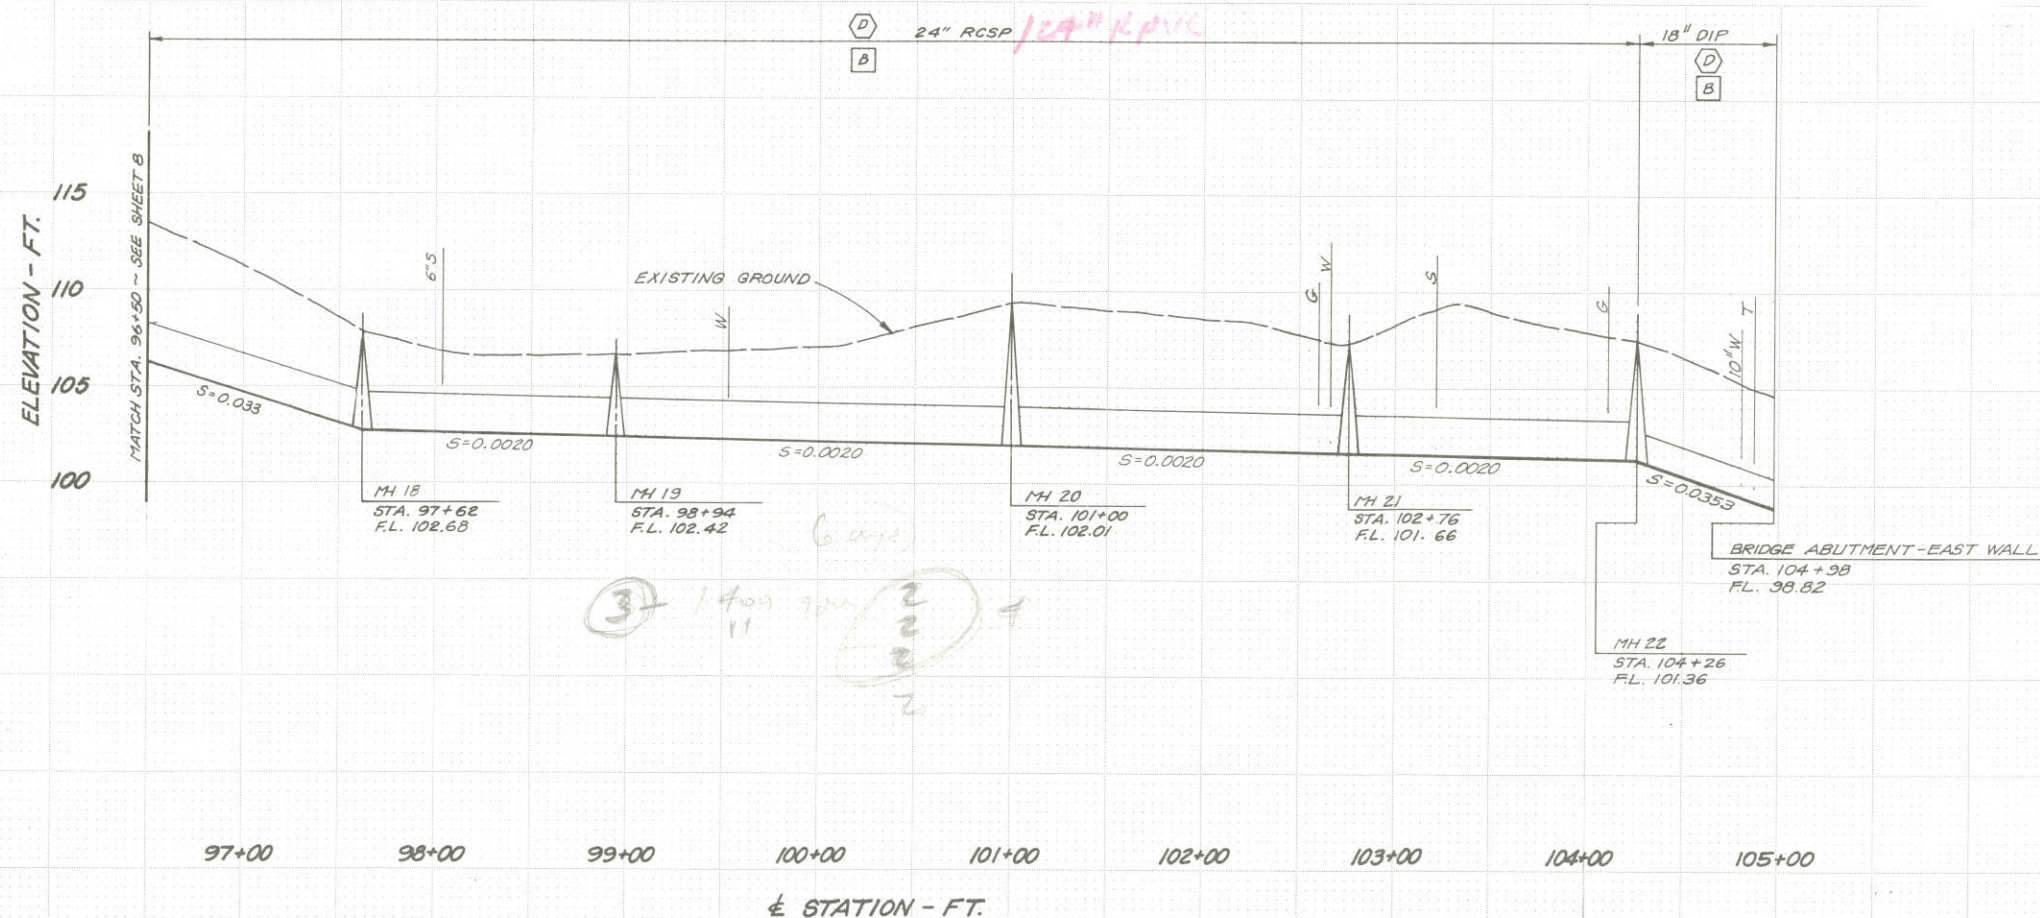 D
24" RCSP
B
18" DIP
D
B
ELEVATION - FT.
115
110
105
100
MATCH STA. 96+50 ~ SEE SHEET 8
6"S
W
EXISTING GROUND
G
W
S
G
10"W
T
S=0.033
S=0.0020
S=0.0020
S=0.0020
S=0.0020
S=0.0353
MH 18
STA. 97+62
F.L. 102.68
MH 19
STA. 98+94
F.L. 102.42
MH 20
STA. 101+00
F.L. 102.01
MH 21
STA. 102+76
F.L. 101.66
BRIDGE ABUTMENT-EAST WALL
STA. 104+98
F.L. 98.82
MH 22
STA. 104+26
F.L. 101.36
6
3
2
2
2
2
97+00 98+00 99+00 100+00 101+00 102+00 103+00 104+00 105+00
℄ STATION - FT.